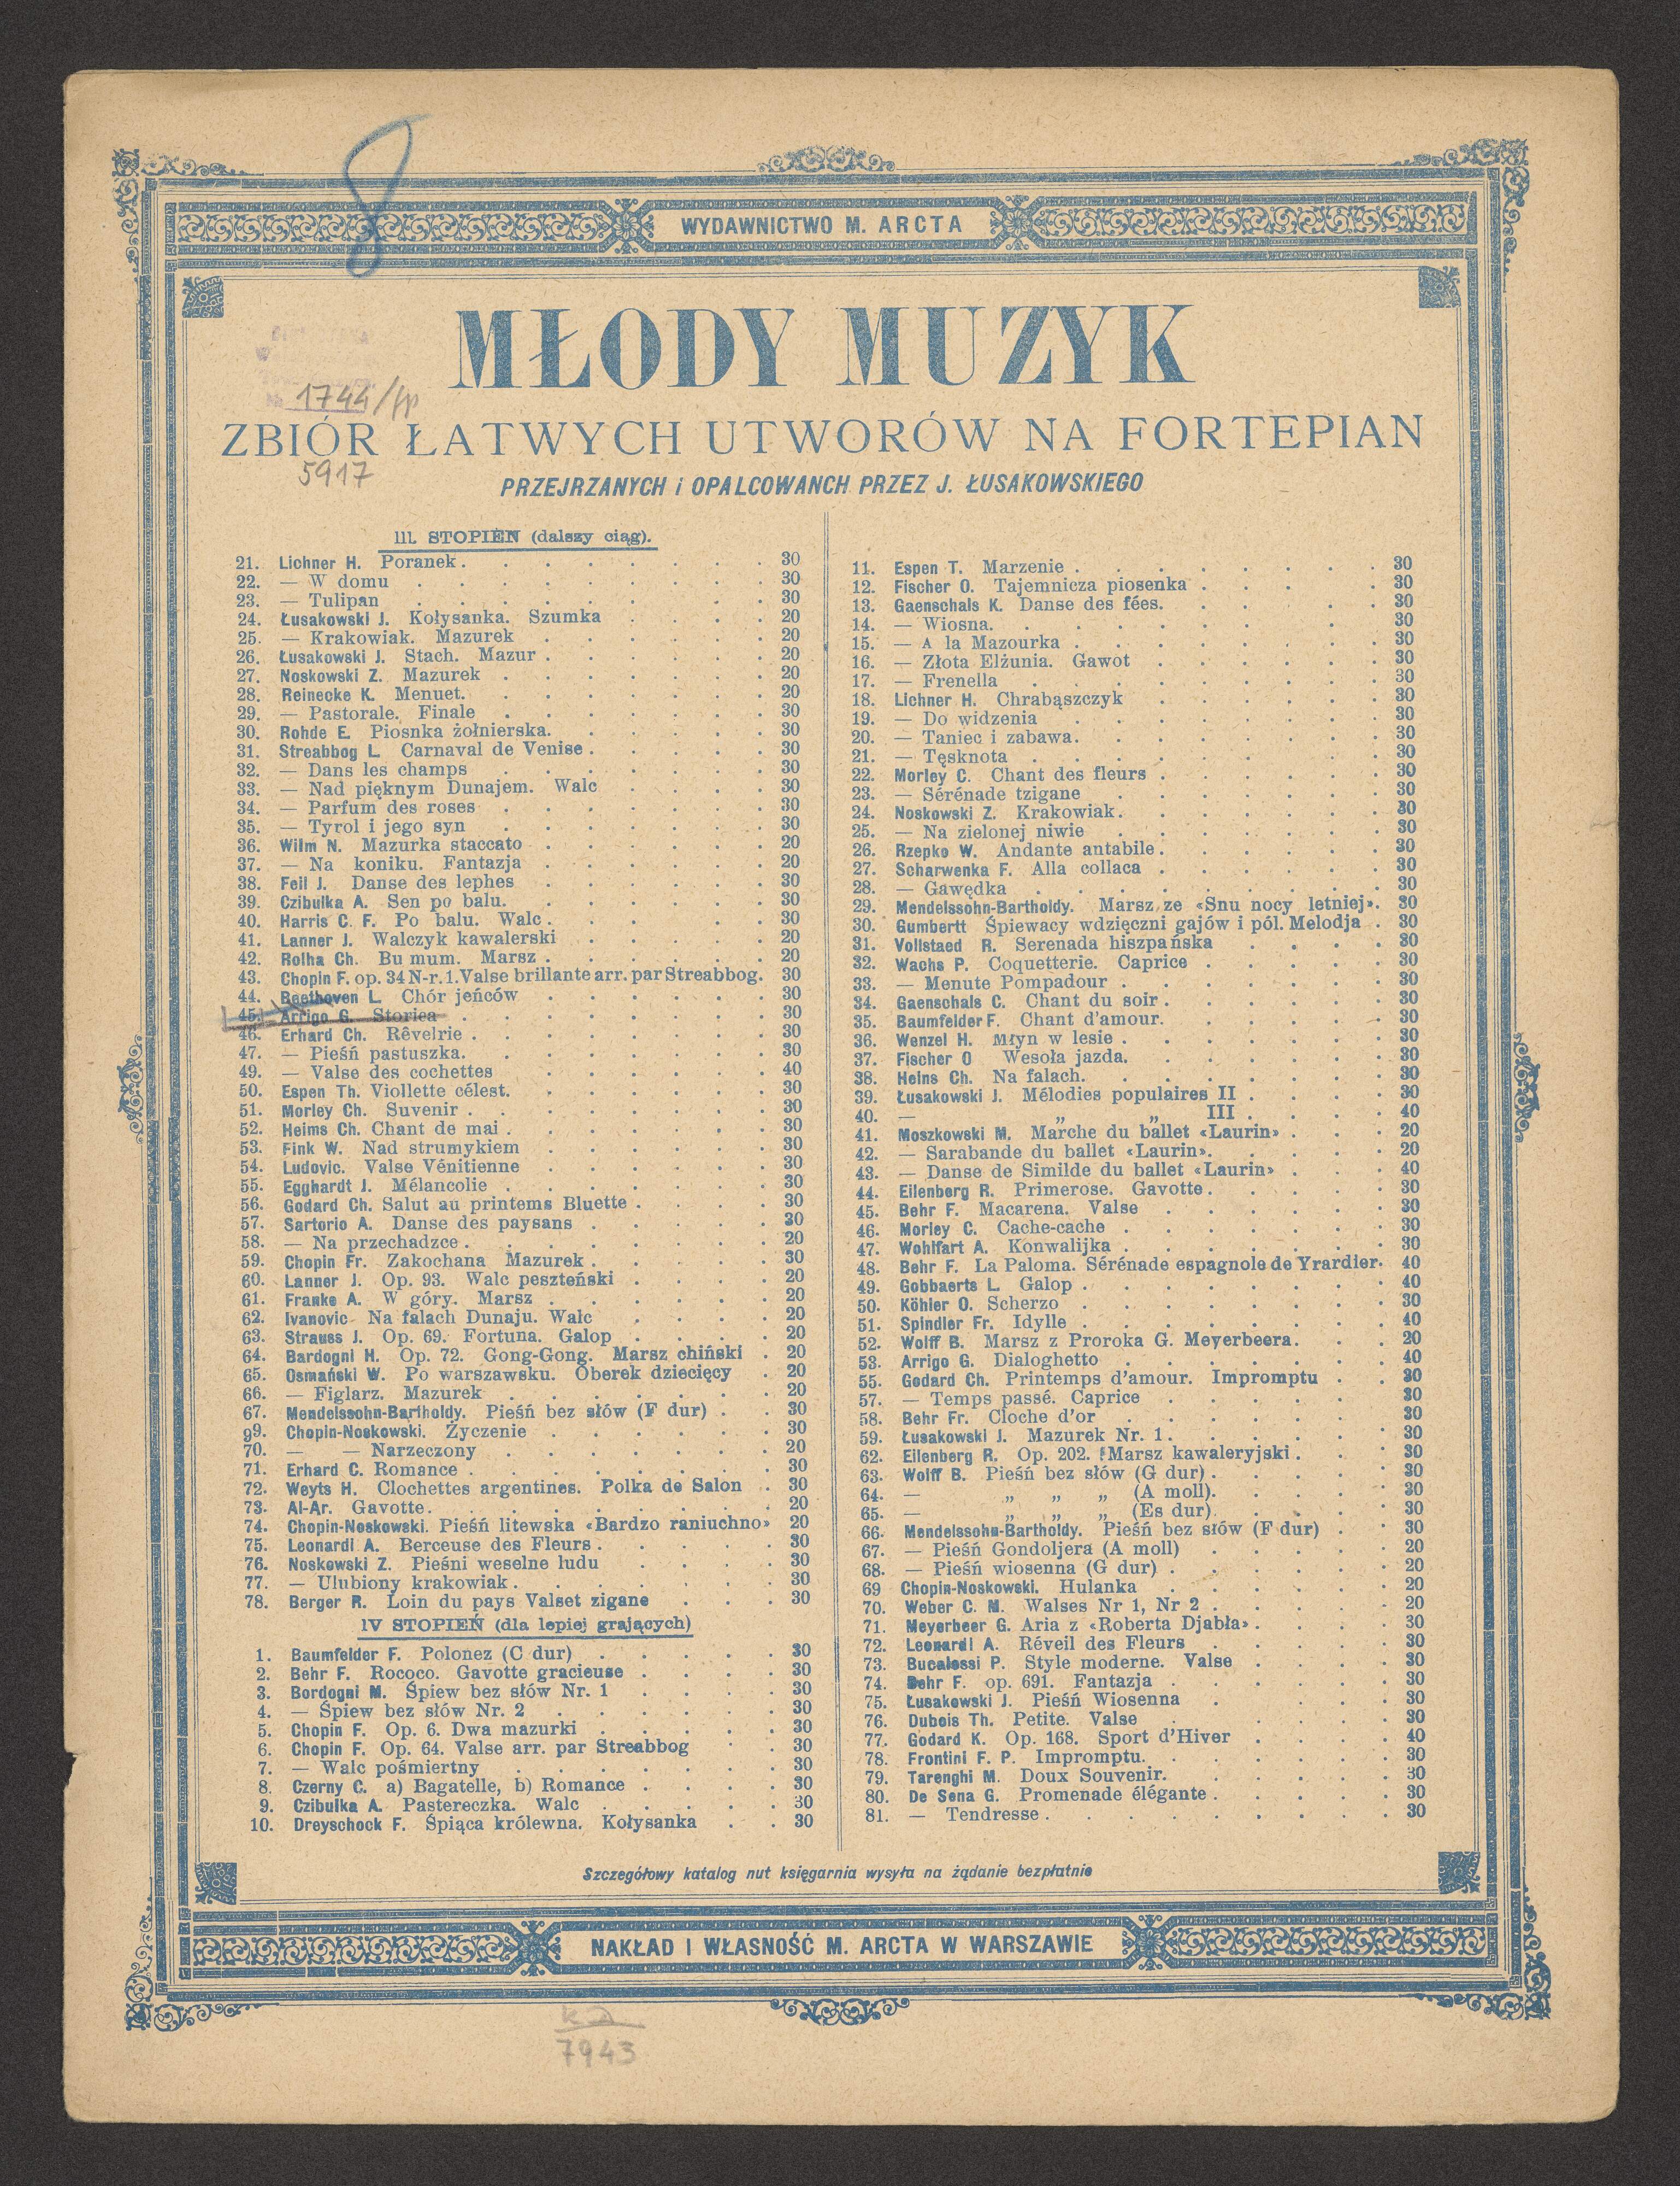 8
WYDAWNICTWO M. ARCTA
MŁODY MUZYK
1744/fp
ZBIÓR ŁATWYCH UTWORÓW NA FORTEPIAN
5917
PRZEJRZANYCH i OPALCOWANCH PRZEZ J. ŁUSAKOWSKIEGO
III. STOPIEŃ (dalszy ciąg).
21. Lichner H. Poranek . 30
22. — W domu . 30
23. — Tulipan . 30
24. Łusakowski J. Kołysanka. Szumka . 20
25. — Krakowiak. Mazurek . 20
26. Łusakowski J. Stach. Mazur . 20
27. Noskowski Z. Mazurek . 20
28. Reinecke K. Menuet. 20
29. — Pastorale. Finale . 30
30. Rohde E. Piosnka żołnierska. 30
31. Streabbog L. Carnaval de Venise . 30
32. — Dans les champs . 30
33. — Nad pięknym Dunajem. Walc . 30
34. — Parfum des roses . 30
35. — Tyrol i jego syn . 30
36. Wilm N. Mazurka staccato . 20
37. — Na koniku. Fantazja . 20
38. Feil J. Danse des lephes . 30
39. Czibulka A. Sen po balu. 30
40. Harris C. F. Po balu. Walc . 30
41. Lanner J. Walczyk kawalerski . 20
42. Rolha Ch. Bu mum. Marsz . 20
43. Chopin F. op. 34 N-r. 1. Valse brillante arr. par Streabbog. 30
44. Beethoven L. Chór jeńców . 30
45. Arrigo G. Storiea . 30
46. Erhard Ch. Rêvelrie . 30
47. — Pieśń pastuszka. 30
49. — Valse des cochettes . 40
50. Espen Th. Viollette célest. 30
51. Morley Ch. Suvenir . 30
52. Heims Ch. Chant de mai . 30
53. Fink W. Nad strumykiem . 30
54. Ludovic. Valse Vénitienne . 30
55. Egghardt J. Mélancolie . 30
56. Godard Ch. Salut au printems Bluette . 30
57. Sartorio A. Danse des paysans . 30
58. — Na przechadzce . 20
59. Chopin Fr. Zakochana Mazurek . 30
60. Lanner J. Op. 93. Walc peszteński . 20
61. Franke A. W góry. Marsz . 20
62. Ivanovic Na falach Dunaju. Walc . 20
63. Strauss J. Op. 69. Fortuna. Galop . 20
64. Bardogni H. Op. 72. Gong-Gong. Marsz chiński . 20
65. Osmański W. Po warszawsku. Oberek dziecięcy . 20
66. — Figlarz. Mazurek . 20
67. Mendelssohn-Bartholdy. Pieśń bez słów (F dur) . 30
99. Chopin-Noskowski. Życzenie . 30
70. — — Narzeczony . 20
71. Erhard C. Romance . 30
72. Weyts H. Clochettes argentines. Polka de Salon . 30
73. Al-Ar. Gavotte. 20
74. Chopin-Noskowski. Pieśń litewska «Bardzo raniuchno» 20
75. Leonardi A. Berceuse des Fleurs . 30
76. Noskowski Z. Pieśni weselne ludu . 30
77. — Ulubiony krakowiak . 30
78. Berger R. Loin du pays Valset zigane . 30
IV STOPIEŃ (dla lepiej grających)
1. Baumfelder F. Polonez (C dur) . 30
2. Behr F. Rococo. Gavotte gracieuse . 30
3. Bordogni M. Śpiew bez słów Nr. 1 . 30
4. — Śpiew bez słów Nr. 2 . 30
5. Chopin F. Op. 6. Dwa mazurki . 30
6. Chopin F. Op. 64. Valse arr. par Streabbog . 30
7. — Walc pośmiertny . 30
8. Czerny C. a) Bagatelle, b) Romance . 30
9. Czibulka A. Pastereczka. Walc . 30
10. Dreyschock F. Śpiąca królewna. Kołysanka . 30
11. Espen T. Marzenie . 30
12. Fischer O. Tajemnicza piosenka . 30
13. Gaenschals K. Danse des fées. 30
14. — Wiosna. 30
15. — A la Mazourka . 30
16. — Złota Elżunia. Gawot . 30
17. — Frenella . 30
18. Lichner H. Chrabąszczyk . 30
19. — Do widzenia . 30
20. — Taniec i zabawa. 30
21. — Tęsknota . 30
22. Morley C. Chant des fleurs . 30
23. — Sérénade tzigane . 30
24. Noskowski Z. Krakowiak . 30
25. — Na zielonej niwie . 30
26. Rzepko W. Andante antabile . 30
27. Scharwenka F. Alla collaca . 30
28. — Gawędka . 30
29. Mendelssohn-Bartholdy. Marsz ze «Snu nocy letniej». 30
30. Gumbertt Śpiewacy wdzięczni gajów i pól. Melodja . 30
31. Vollstaed R. Serenada hiszpańska . 30
32. Wachs P. Coquetterie. Caprice . 30
33. — Menute Pompadour . 30
34. Gaenschals C. Chant du soir . 30
35. Baumfelder F. Chant d'amour. 30
36. Wenzel H. Młyn w lesie . 30
37. Fischer O Wesoła jazda. 30
38. Heins Ch. Na falach. 30
39. Łusakowski J. Mélodies populaires II . 30
40. — „ „ III . 40
41. Moszkowski M. Marche du ballet «Laurin» . 20
42. — Sarabande du ballet «Laurin». 20
43. — Danse de Similde du ballet «Laurin» . 40
44. Eilenberg R. Primerose. Gavotte . 30
45. Behr F. Macarena. Valse . 30
46. Morley C. Cache-cache . 30
47. Wohlfart A. Konwalijka . 30
48. Behr F. La Paloma. Sérénade espagnole de Yrardier. 40
49. Gobbaerts L. Galop . 40
50. Köhler O. Scherzo . 30
51. Spindler Fr. Idylle . 40
52. Wolff B. Marsz z Proroka G. Meyerbeera. 20
53. Arrigo G. Dialoghetto . 40
55. Godard Ch. Printemps d'amour. Impromptu . 30
57. — Temps passé. Caprice . 30
58. Behr Fr. Cloche d'or . 30
59. Łusakowski J. Mazurek Nr. 1 . 30
62. Eilenberg R. Op. 202. Marsz kawaleryjski . 30
63. Wolff B. Pieśń bez słów (G dur) . 30
64. — „ „ „ (A moll). 30
65. — „ „ „ (Es dur). 30
66. Mendelssohn-Bartholdy. Pieśń bez słów (F dur) . 30
67. — Pieśń Gondoljera (A moll) . 20
68. — Pieśń wiosenna (G dur) . 20
69 Chopin-Noskowski. Hulanka . 20
70. Weber C. M. Walses Nr 1, Nr 2 . 20
71. Meyerbeer G. Aria z «Roberta Djabła» . 30
72. Leonardi A. Réveil des Fleurs . 30
73. Bucalossi P. Style moderne. Valse . 30
74. Behr F. op. 691. Fantazja . 30
75. Łusakowski J. Pieśń Wiosenna . 30
76. Dubois Th. Petite. Valse . 30
77. Godard K. Op. 168. Sport d'Hiver . 40
78. Frontini F. P. Impromptu. 30
79. Tarenghi M. Doux Souvenir. 30
80. De Sena G. Promenade élégante . 30
81. — Tendresse . 30
Szczegółowy katalog nut księgarnia wysyła na żądanie bezpłatnie
NAKŁAD I WŁASNOŚĆ M. ARCTA W WARSZAWIE
7943